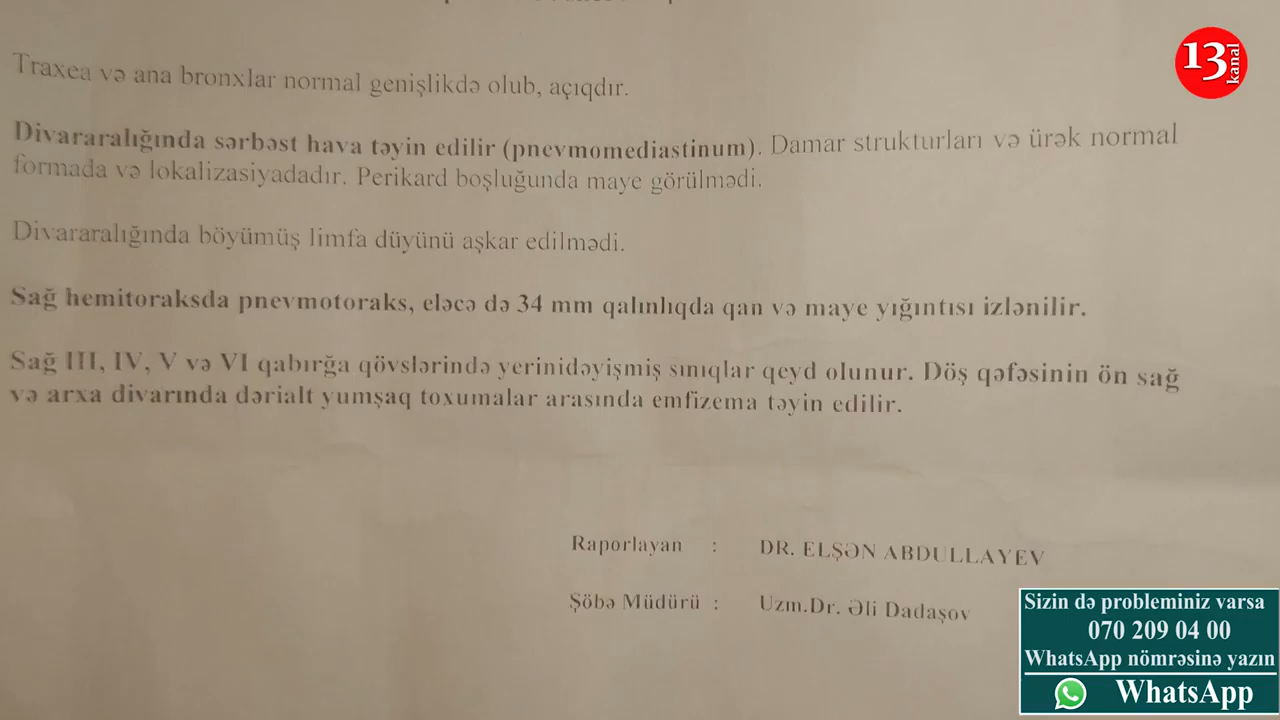 Traxea və ana bronxlar normal genişlikdə olub, açıqdır.
Divararalığında sərbəst hava təyin edilir (pnevmomediastinum). Damar strukturları və ürək normal
formada və lokalizasiyadadır. Perikard boşluğunda maye görülmədi.
Divararalığında böyümüş limfa düyünü aşkar edilmədi.
Sağ hemitoraksda pnevmotoraks, eləcə də 34 mm qalınlıqda qan və maye yığıntısı izlənilir.
Sağ III, IV, V və VI qabırğa qövslərində yerinidəyişmiş sınıqlar qeyd olunur. Döş qəfəsinin ön sağ
və arxa divarında dərialt yumşaq toxumalar arasında emfizema təyin edilir.
Raporlayan : DR. ELŞƏN ABDULLAYEV
Şöbə Müdürü : Uzm.Dr. Əli Dadaşov
13 kanal
Sizin də probleminiz varsa
070 209 04 00
WhatsApp nömrəsinə yazın
WhatsApp